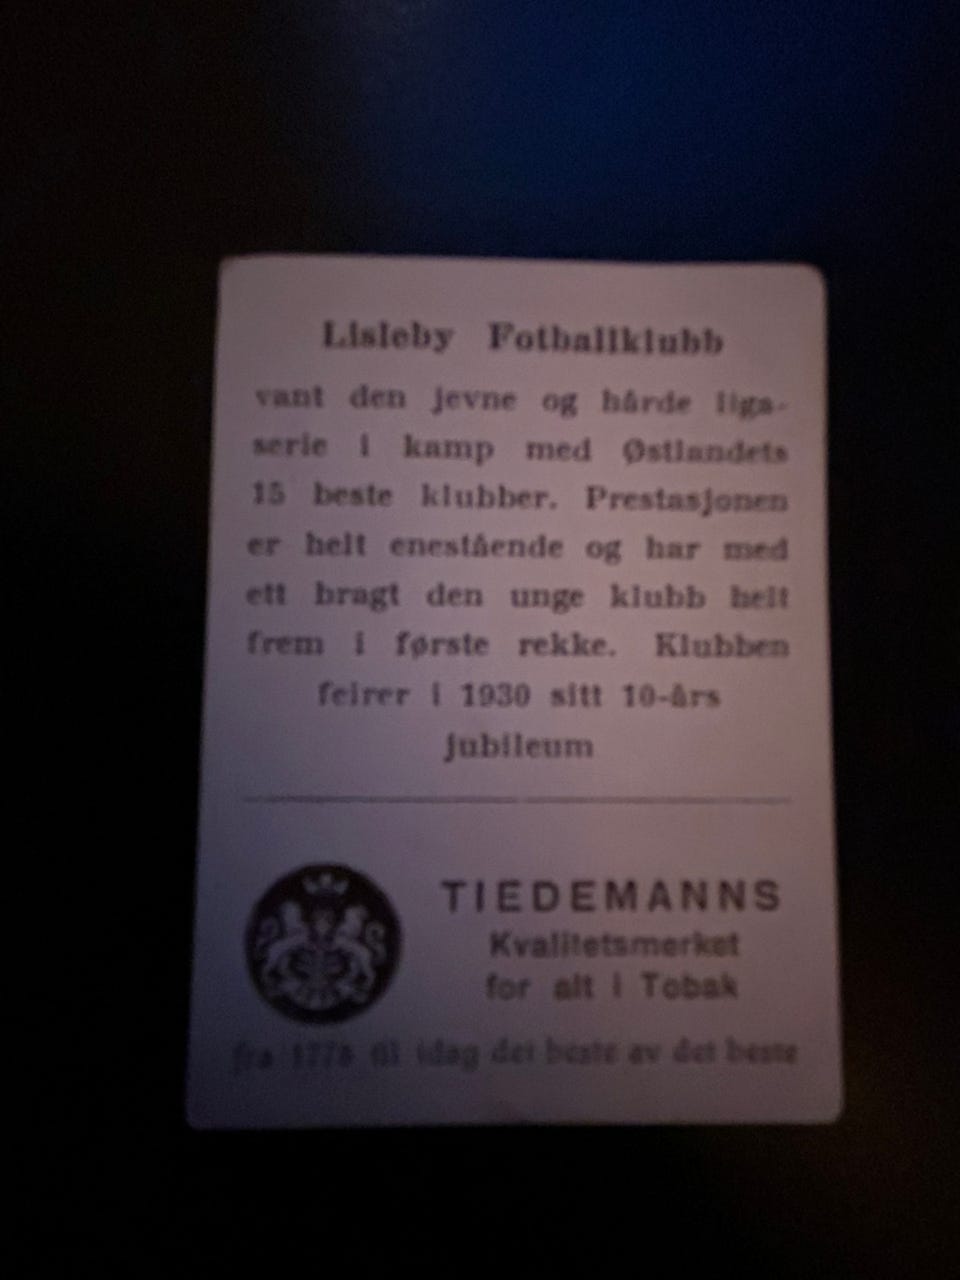 Lisleby Fotballklubb
vant den jevne og hårde liga-
serie i kamp med Østlandets
15 beste klubber. Prestasjonen
er helt enestående og har med
ett bragt den unge klubb helt
frem i første rekke. Klubben
feirer i 1930 sitt 10-års
jubileum
TIEDEMANNS
Kvalitetsmerket
for alt i Tobak
fra 1778 til idag det beste av det beste